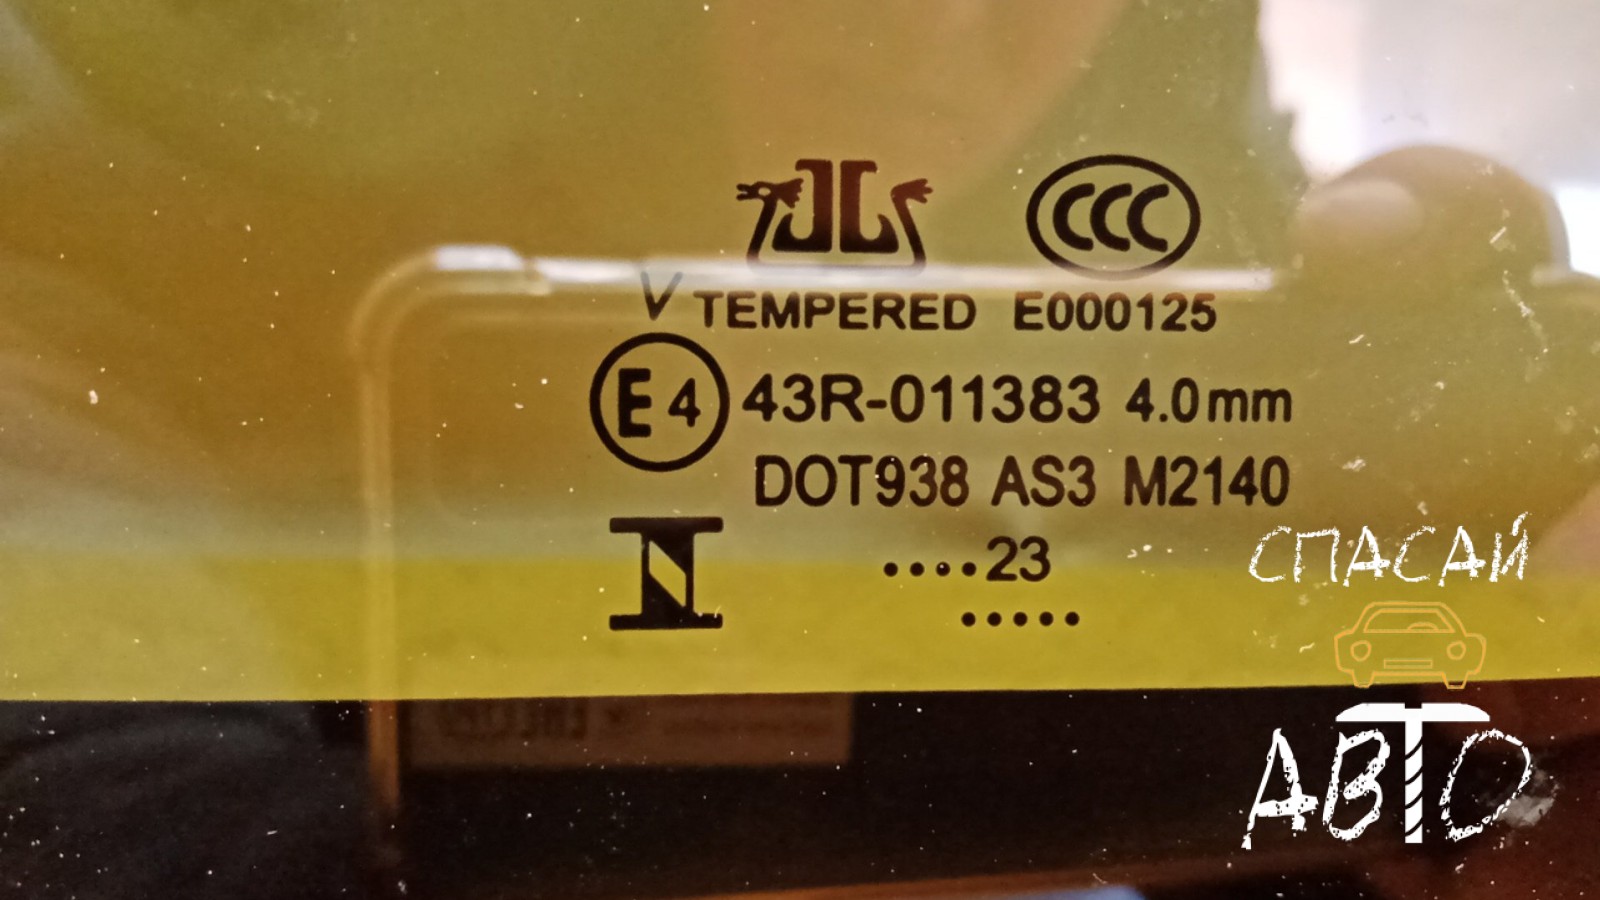 CCC
V TEMPERED E000125
E4 43R-011383 4.0mm
DOT938 AS3 M2140
N
....23
.....
СПАСАЙ
АВТО